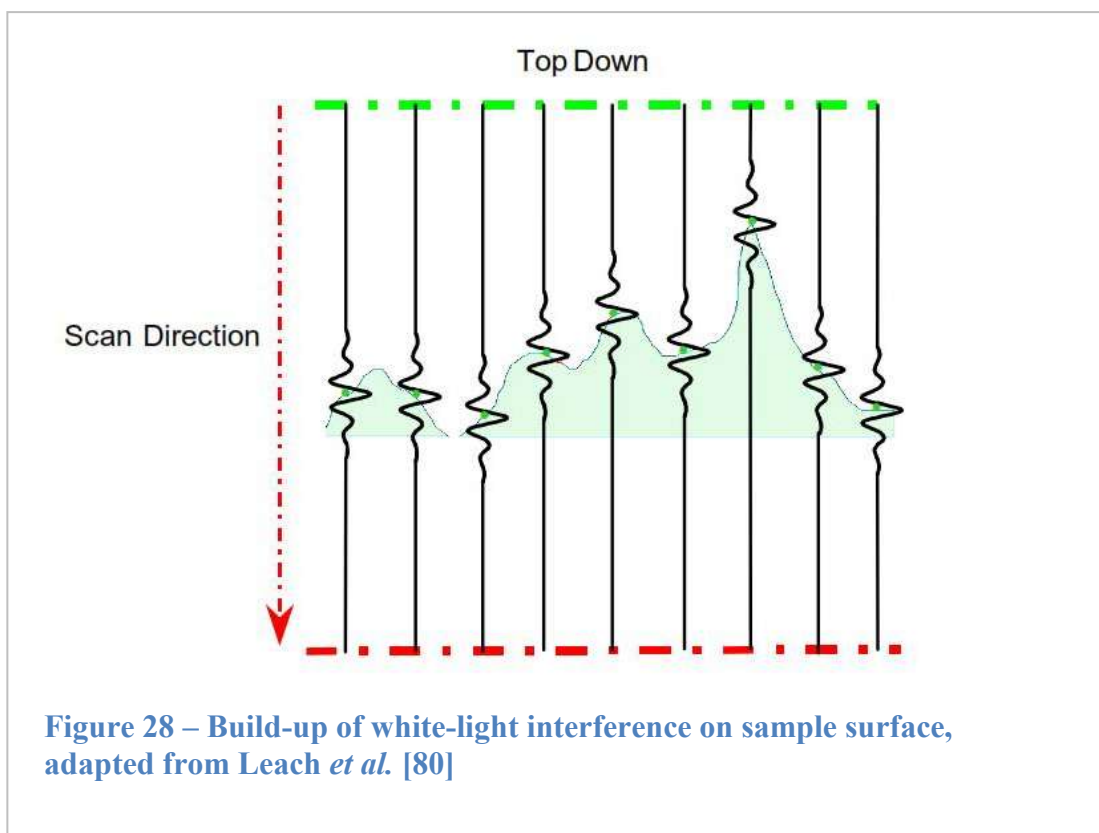 Top Down
Scan Direction
Figure 28 – Build-up of white-light interference on sample surface,
adapted from Leach et al. [80]